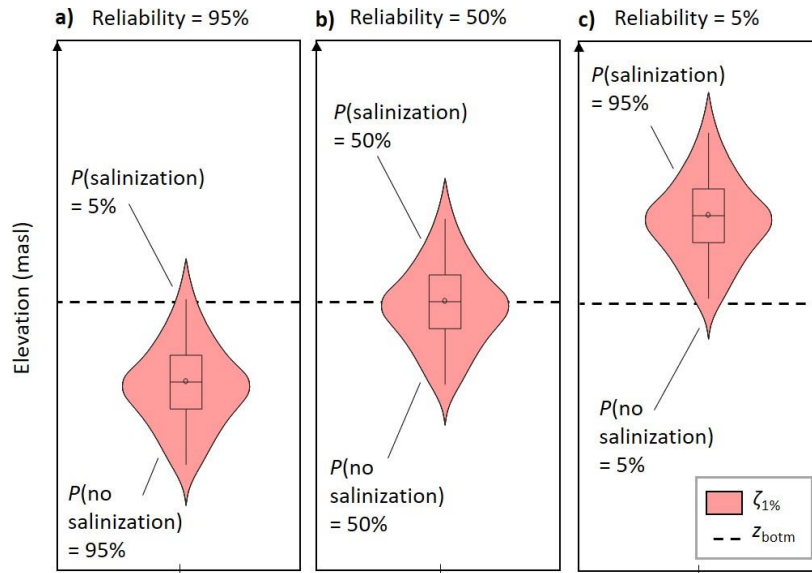 a) Reliability = 95%
b) Reliability = 50%
c) Reliability = 5%
Elevation (masl)
P(salinization)
= 5%
P(no
salinization)
= 95%
P(salinization)
= 50%
P(no
salinization)
= 50%
P(salinization)
= 95%
P(no
salinization)
= 5%
ζ1%
zbotm